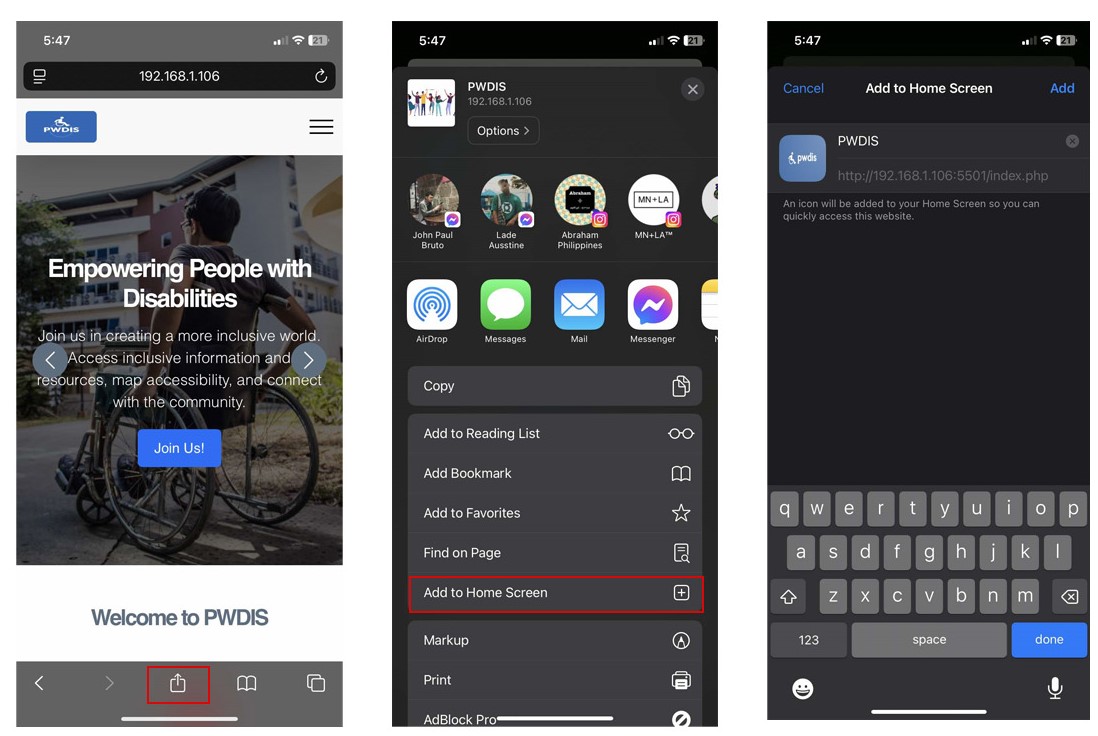 5:47
21
192.168.1.106
PWDIS
Empowering People with
Disabilities
Join us in creating a more inclusive world.
Access inclusive information and
resources, map accessibility, and connect
with the community.
Join Us!
Welcome to PWDIS
5:47
21
PWDIS
192.168.1.106
Options
John Paul
Bruto
Lade
Ausstine
Abraham
Abraham
Philippines
MN+LA
MN+LA™
AirDrop
Messages
Mail
Messenger
Copy
Add to Reading List
Add Bookmark
Add to Favorites
Find on Page
Add to Home Screen
Markup
Print
AdBlock Pro
5:47
21
Cancel
Add to Home Screen
Add
pwdis
PWDIS
http://192.168.1.106:5501/index.php
An icon will be added to your Home Screen so you can
quickly access this website.
q w e r t y u i o p
a s d f g h j k l
z x c v b n m
123 space done